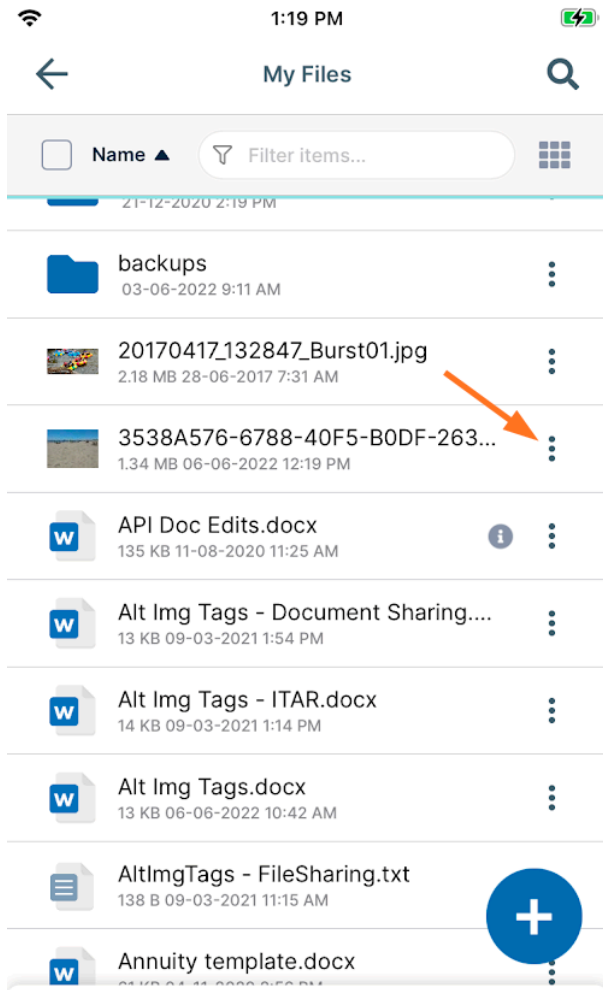 1:19 PM
My Files
Name ▲ Filter items...
21-12-2020 2:19 PM
backups
03-06-2022 9:11 AM
20170417_132847_Burst01.jpg
2.18 MB 28-06-2017 7:31 AM
3538A576-6788-40F5-B0DF-263...
1.34 MB 06-06-2022 12:19 PM
API Doc Edits.docx
135 KB 11-08-2020 11:25 AM
Alt Img Tags - Document Sharing....
13 KB 09-03-2021 1:54 PM
Alt Img Tags - ITAR.docx
14 KB 09-03-2021 1:14 PM
Alt Img Tags.docx
13 KB 06-06-2022 10:42 AM
AltImgTags - FileSharing.txt
138 B 09-03-2021 11:15 AM
Annuity template.docx